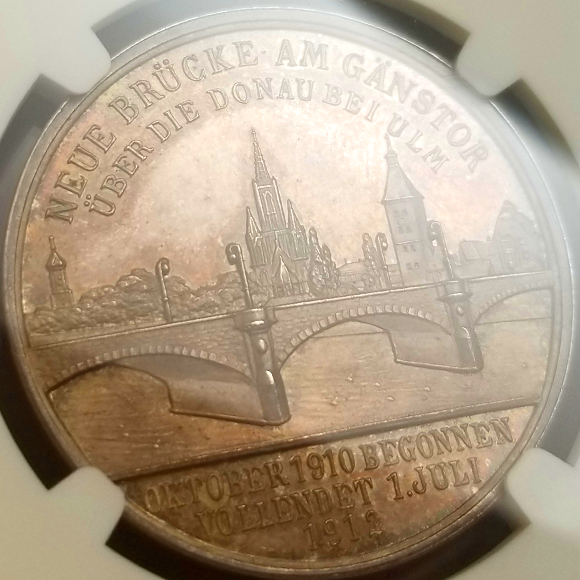 NEUE BRÜCKE AM GÄNSTOR
ÜBER DIE DONAU BEI ULM
OKTOBER 1910 BEGONNEN
VOLLENDET 1. JULI
1912